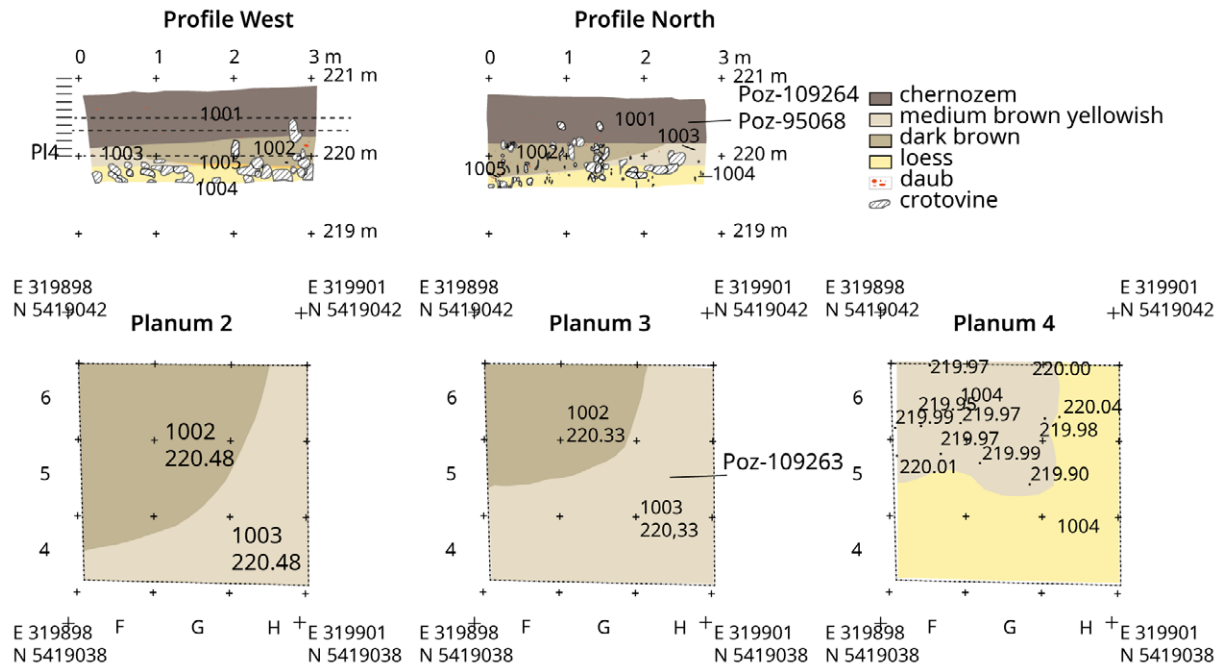 Profile West
Profile North
0 1 2 3 m
0 1 2 3 m
221 m
221 m
Poz-109264
Poz-95068
1001
1001
1003
1002
1005
1004
Pl4
220 m
1003
1002
1005
1004
220 m
219 m
219 m
chernozem
medium brown yellowish
dark brown
loess
daub
crotovine
E 319898
N 5419042
E 319901
N 5419042
E 319898
N 5419042
E 319901
N 5419042
E 319898
N 5419042
E 319901
N 5419042
Planum 2
Planum 3
Planum 4
6
5
4
1002
220.48
1003
220.48
6
5
4
1002
220.33
Poz-109263
1003
220,33
6
5
4
219.97
220.00
1004
219.95
219.97
220.04
219.99
219.98
219.97
219.99
220.01
219.90
1004
F G H
F G H
F G H
E 319898
N 5419038
E 319901
N 5419038
E 319898
N 5419038
E 319901
N 5419038
E 319898
N 5419038
E 319901
N 5419038